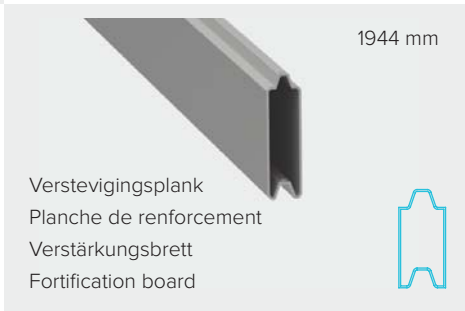 1944 mm
Verstevigingsplank
Planche de renforcement
Verstärkungsbrett
Fortification board